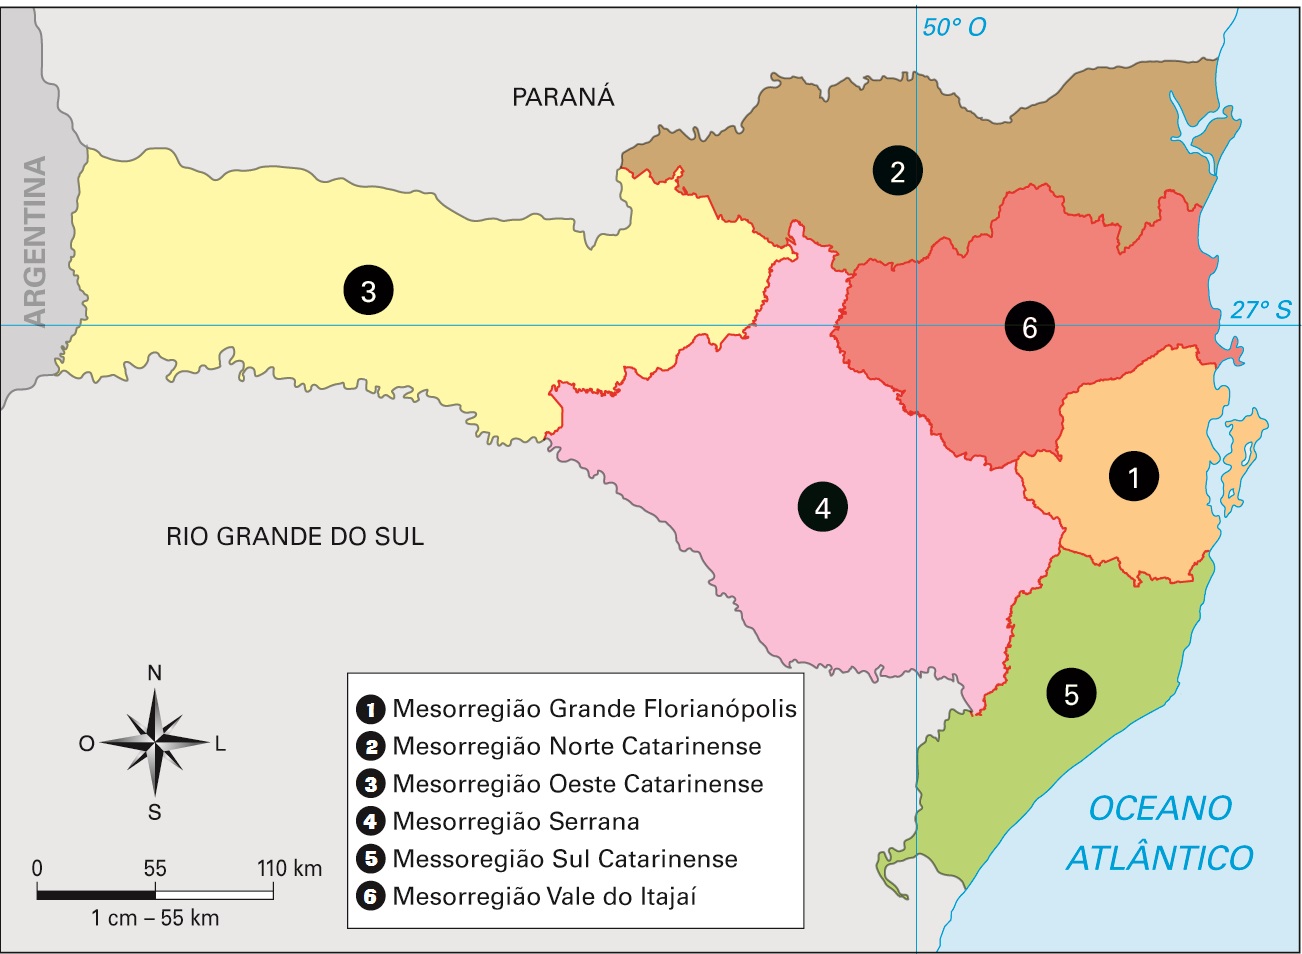 50° O
PARANÁ
ARGENTINA
2
3
27° S
6
1
4
RIO GRANDE DO SUL
5
N
O
L
S
1 Mesorregião Grande Florianópolis
2 Mesorregião Norte Catarinense
3 Mesorregião Oeste Catarinense
4 Mesorregião Serrana
5 Messoregião Sul Catarinense
6 Mesorregião Vale do Itajaí
OCEANO
ATLÂNTICO
0 55 110 km
1 cm – 55 km